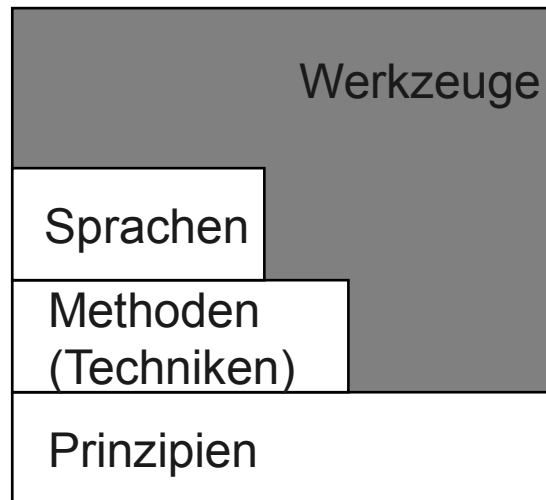 Werkzeuge
Sprachen
Methoden
(Techniken)
Prinzipien